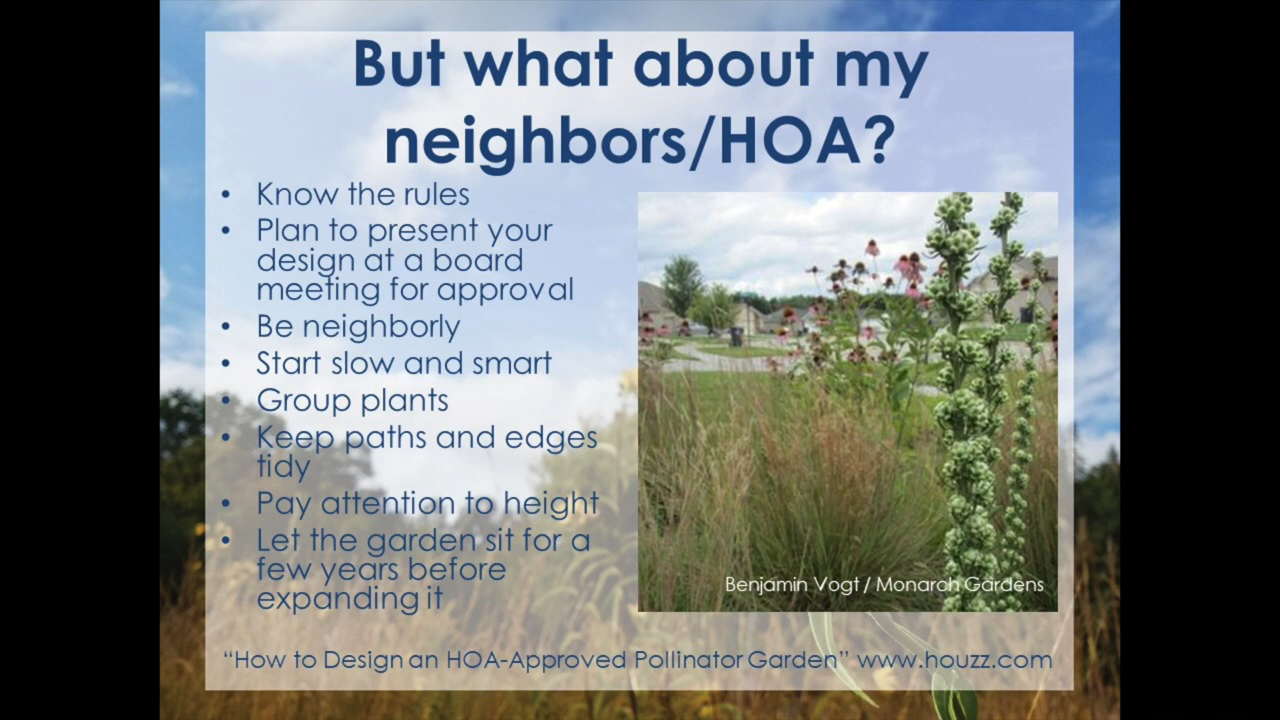 But what about my
neighbors/HOA?
• Know the rules
• Plan to present your
design at a board
meeting for approval
• Be neighborly
• Start slow and smart
• Group plants
• Keep paths and edges
tidy
• Pay attention to height
• Let the garden sit for a
few years before
expanding it
Benjamin Vogt / Monarch Gardens
“How to Design an HOA-Approved Pollinator Garden” www.houzz.com